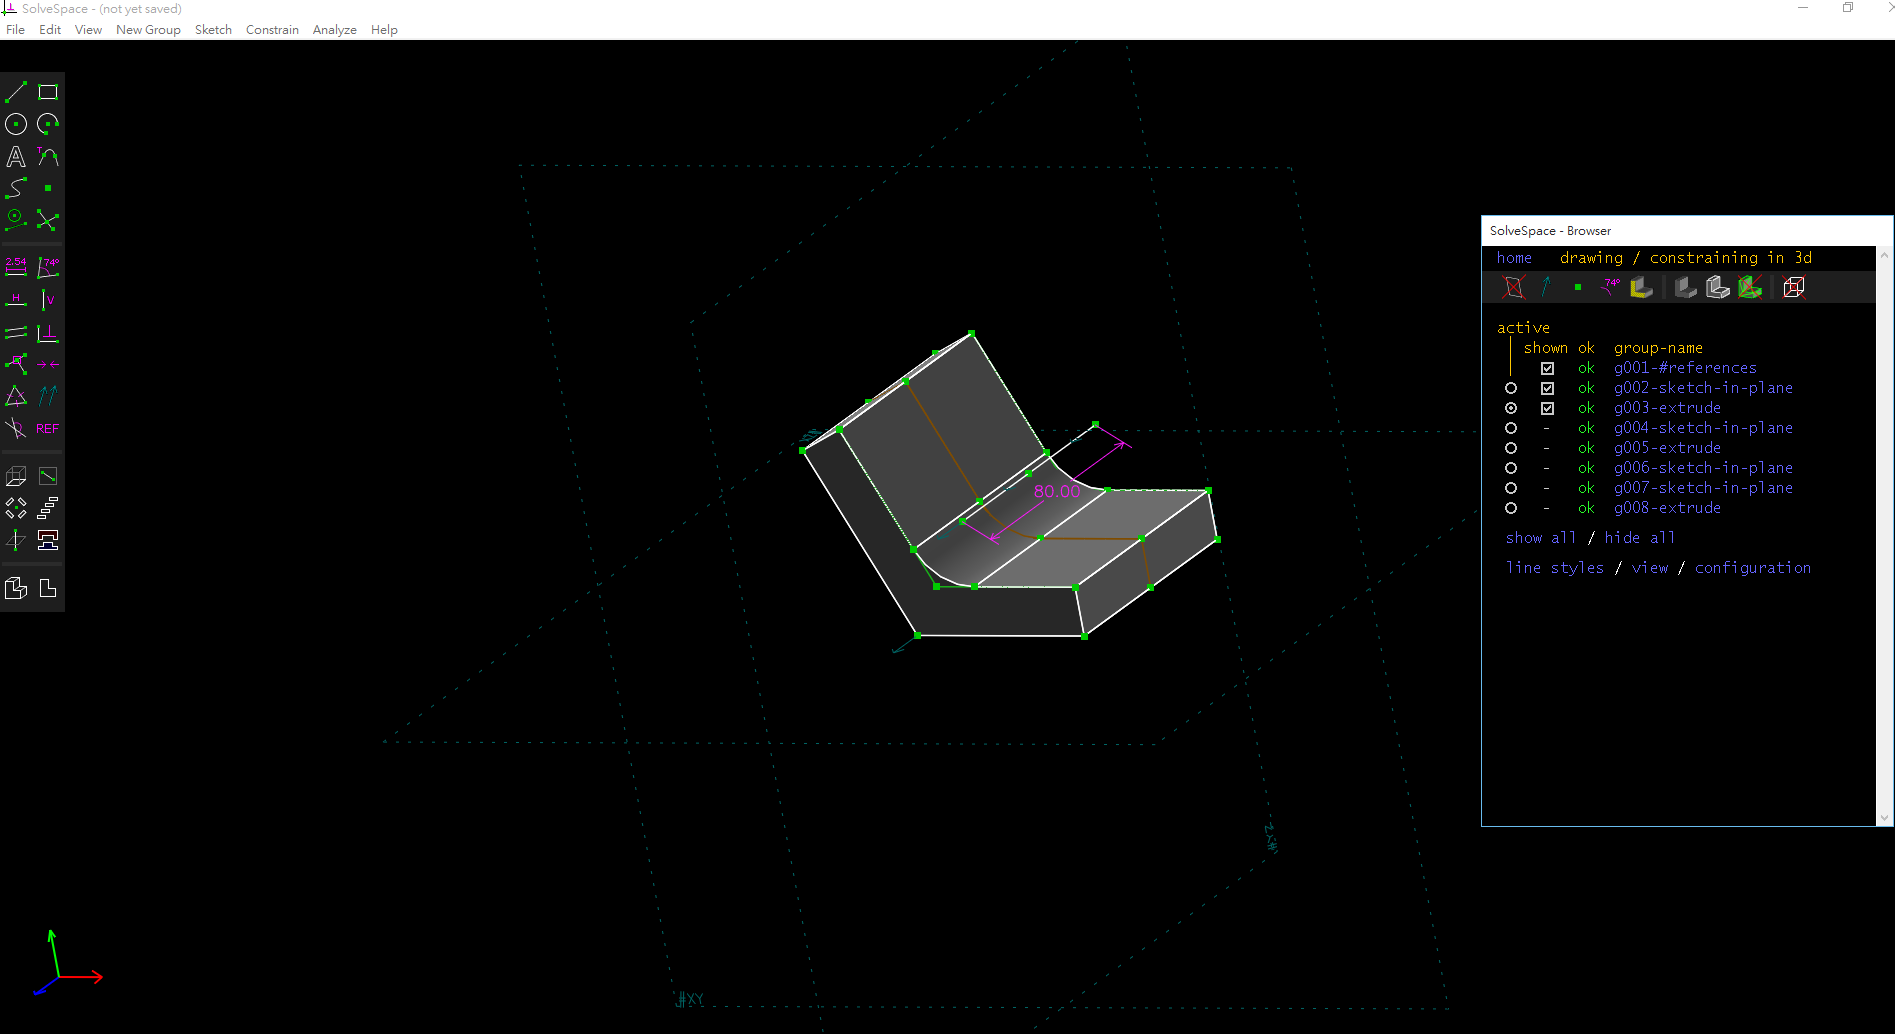 SolveSpace - (not yet saved)
File Edit View New Group Sketch Constrain Analyze Help
2.54 74°
H V
REF
80.00
#XY
SolveSpace - Browser
home drawing / constraining in 3d
74°
active
shown ok group-name
ok g001-#references
ok g002-sketch-in-plane
ok g003-extrude
- ok g004-sketch-in-plane
- ok g005-extrude
- ok g006-sketch-in-plane
- ok g007-sketch-in-plane
- ok g008-extrude
show all / hide all
line styles / view / configuration